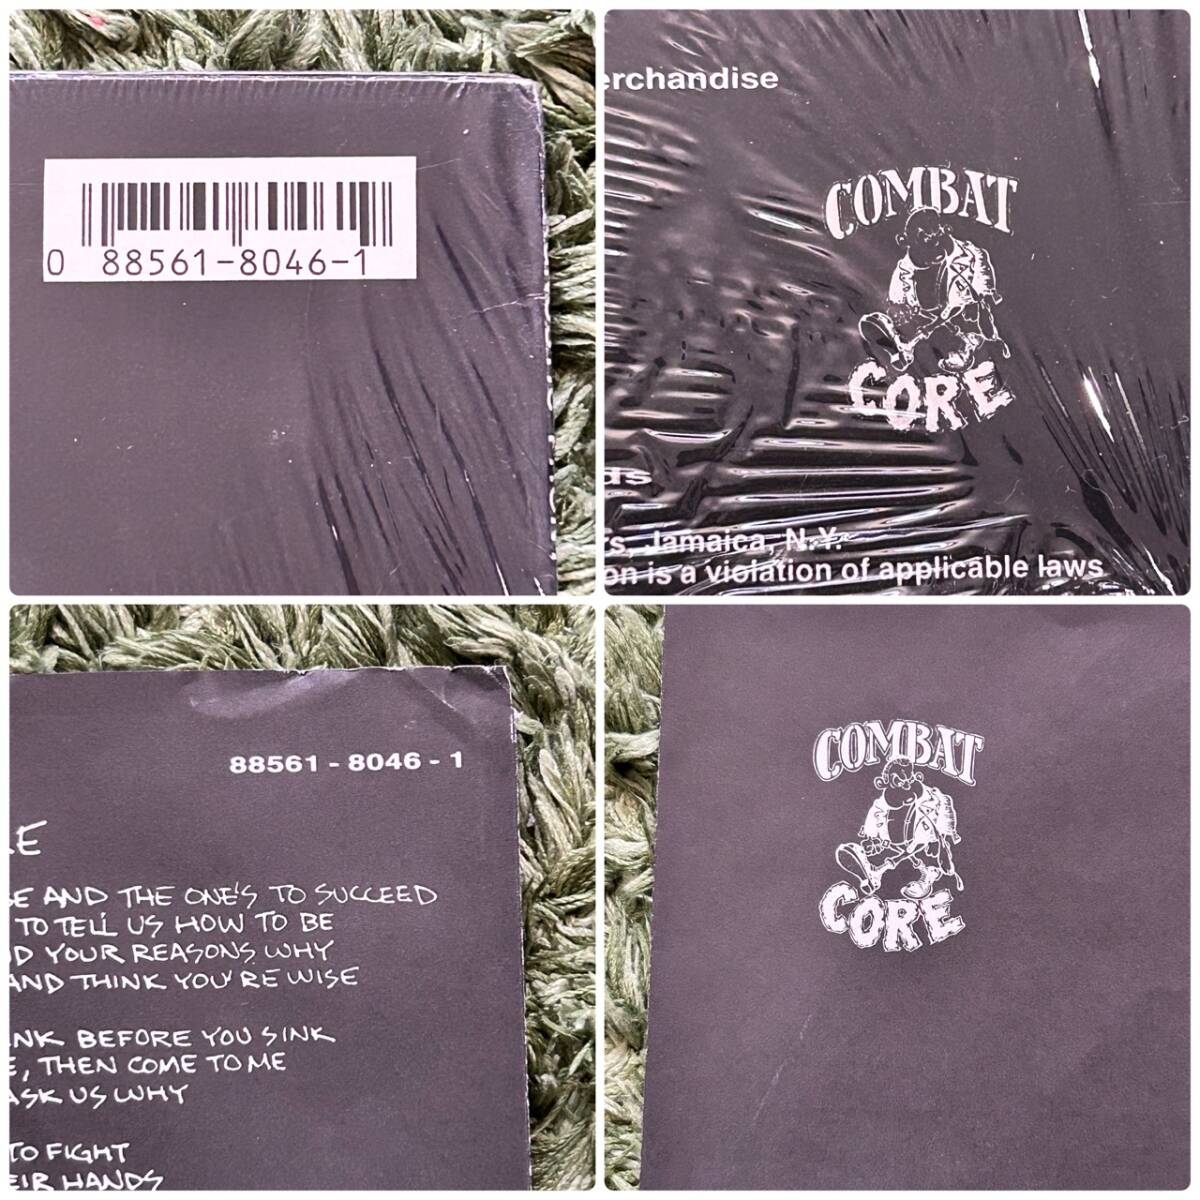 0 88561-8046-1
erchandise
COMBAT
CORE
ds
rs, Jamaica, N.Y.
on is a violation of applicable laws
88561 - 8046 - 1
E
SE AND THE ONE'S TO SUCCEED
TO TELL US HOW TO BE
D YOUR REASONS WHY
AND THINK YOU'RE WISE
INK BEFORE YOU SINK
E, THEN COME TO ME
ASK US WHY
TO FIGHT
EIR HANDS
COMBAT
CORE